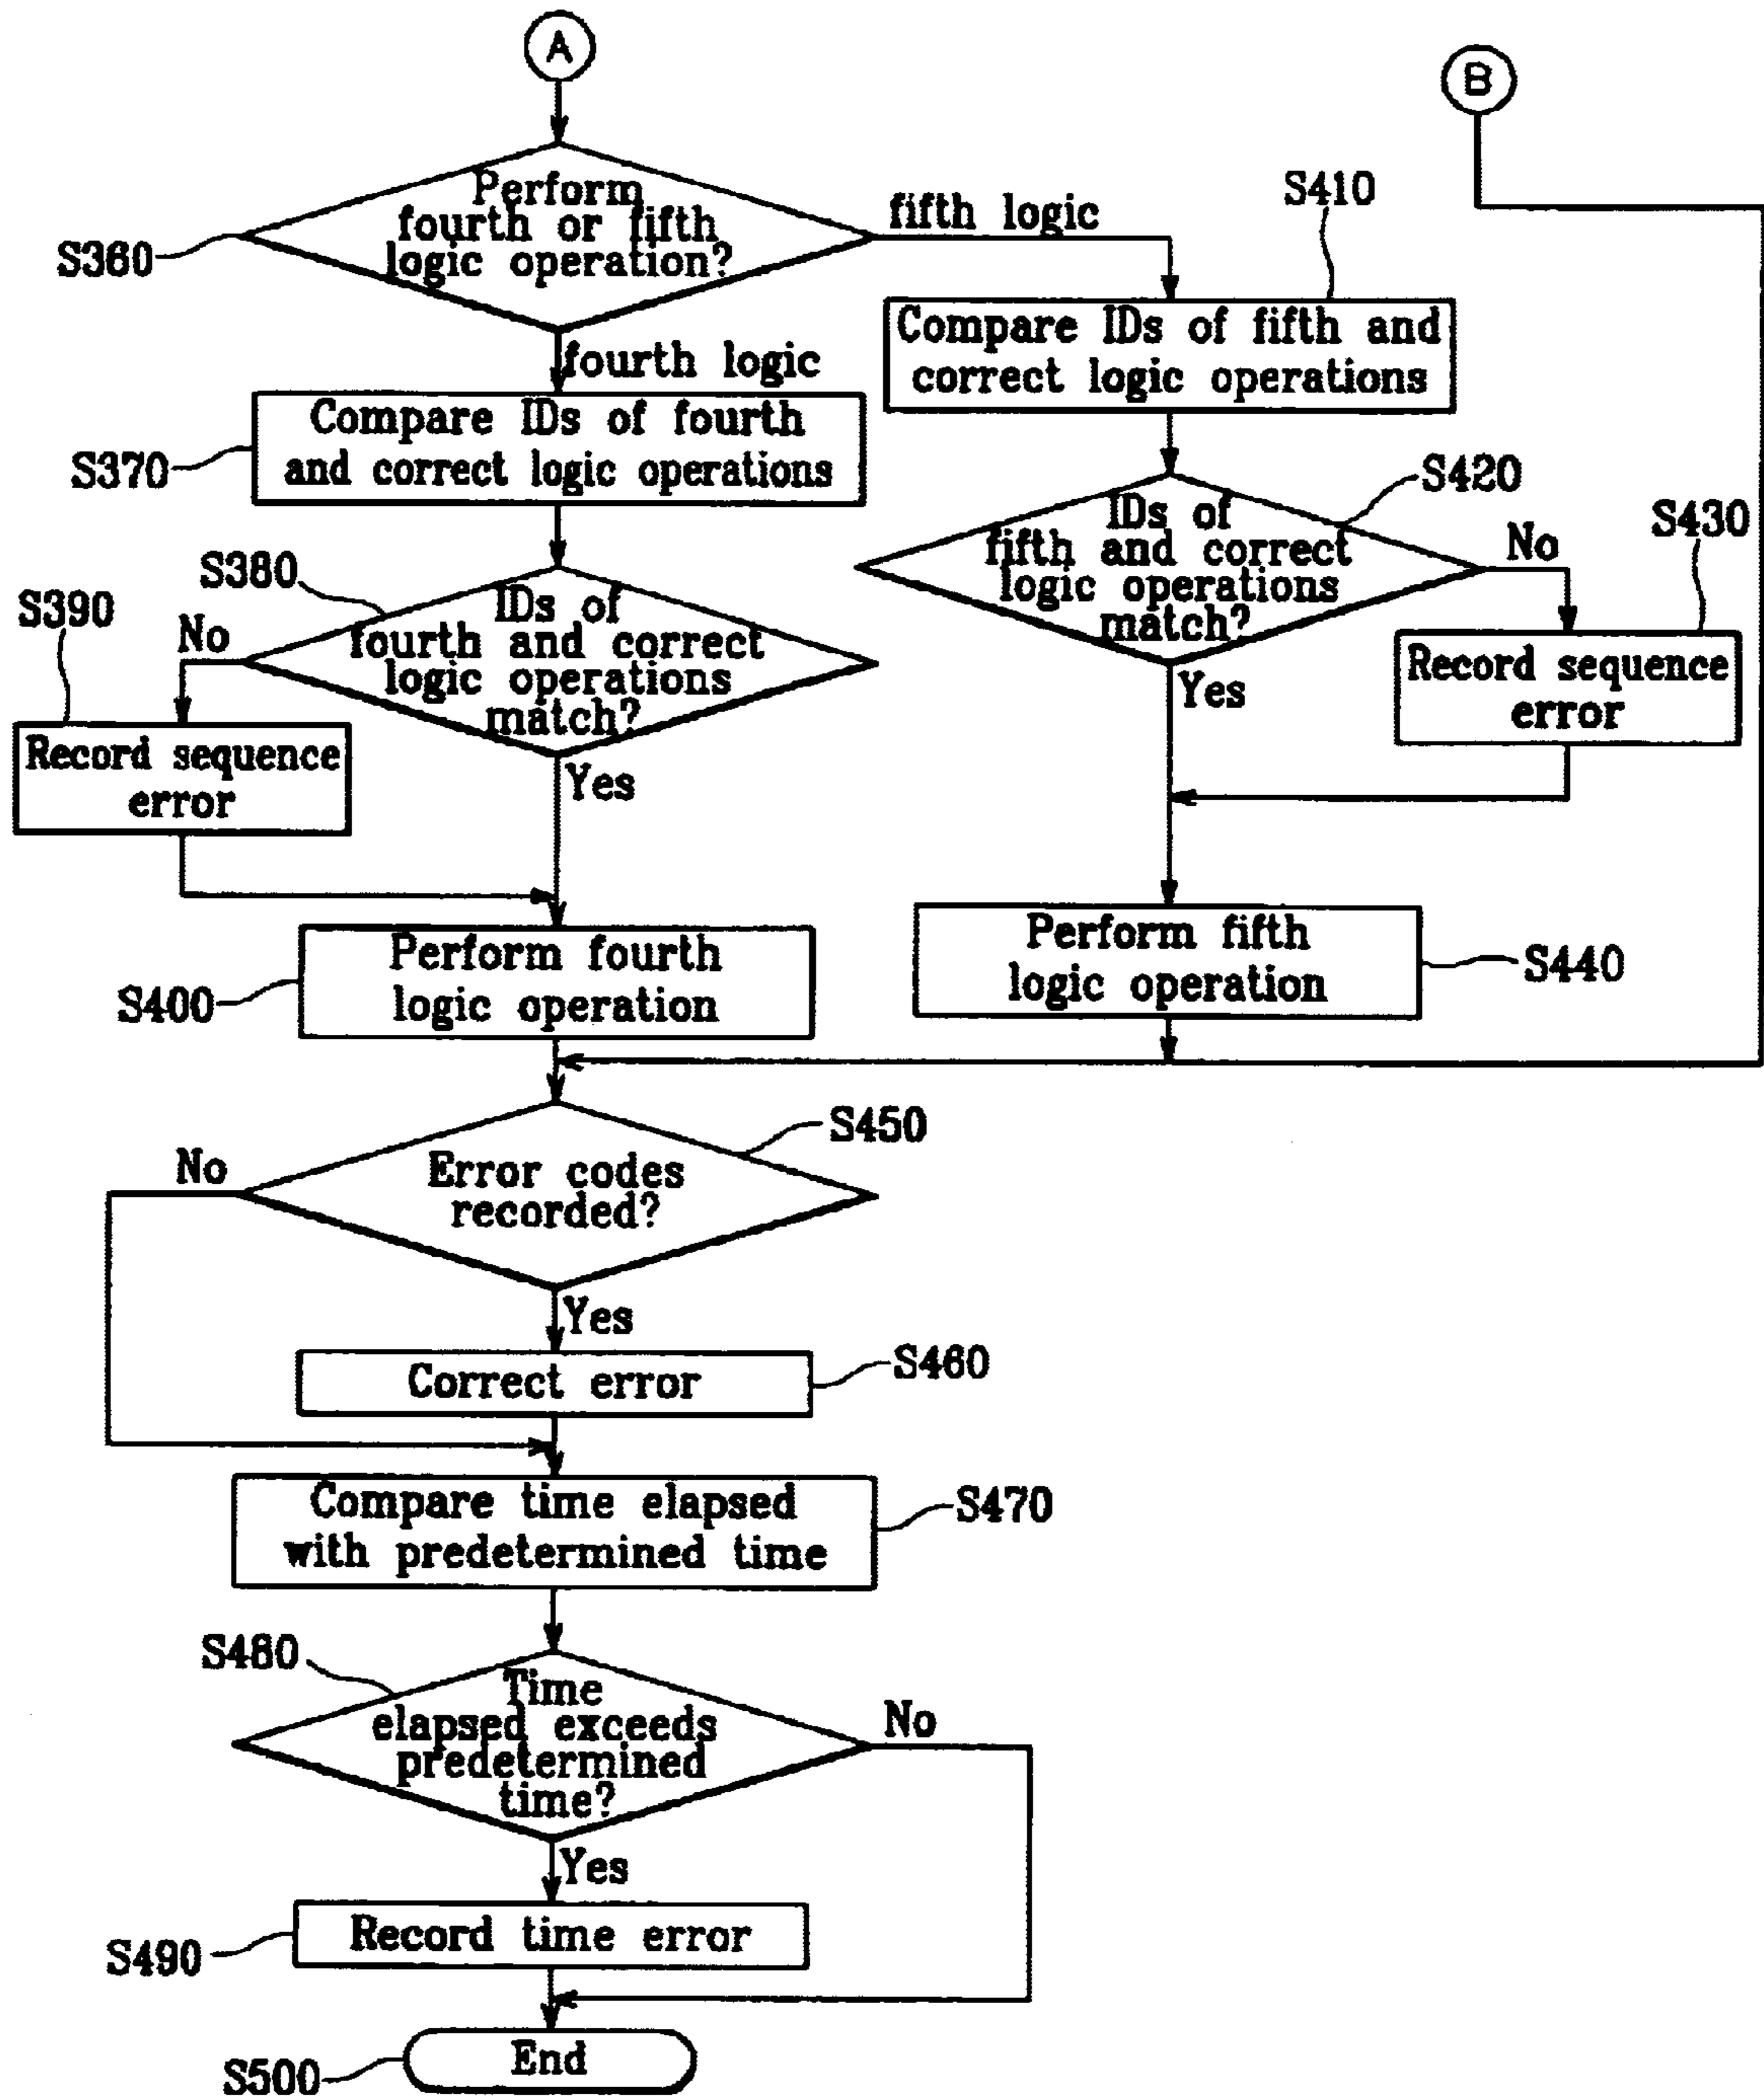 A
B
Perform
fourth or fifth
logic operation?
S360
fifth logic
S410
fourth logic
Compare IDs of fifth and
correct logic operations
Compare IDs of fourth
and correct logic operations
S370
S420
IDs of
fifth and correct
logic operations
match?
No
S430
S380
IDs of
fourth and correct
logic operations
match?
S390
No
Yes
Record sequence
error
Record sequence
error
Yes
Perform fourth
logic operation
S400
Perform fifth
logic operation
S440
S450
No
Error codes
recorded?
Yes
Correct error
S460
Compare time elapsed
with predetermined time
S470
S480
Time
elapsed exceeds
predetermined
time?
No
Yes
Record time error
S490
End
S500